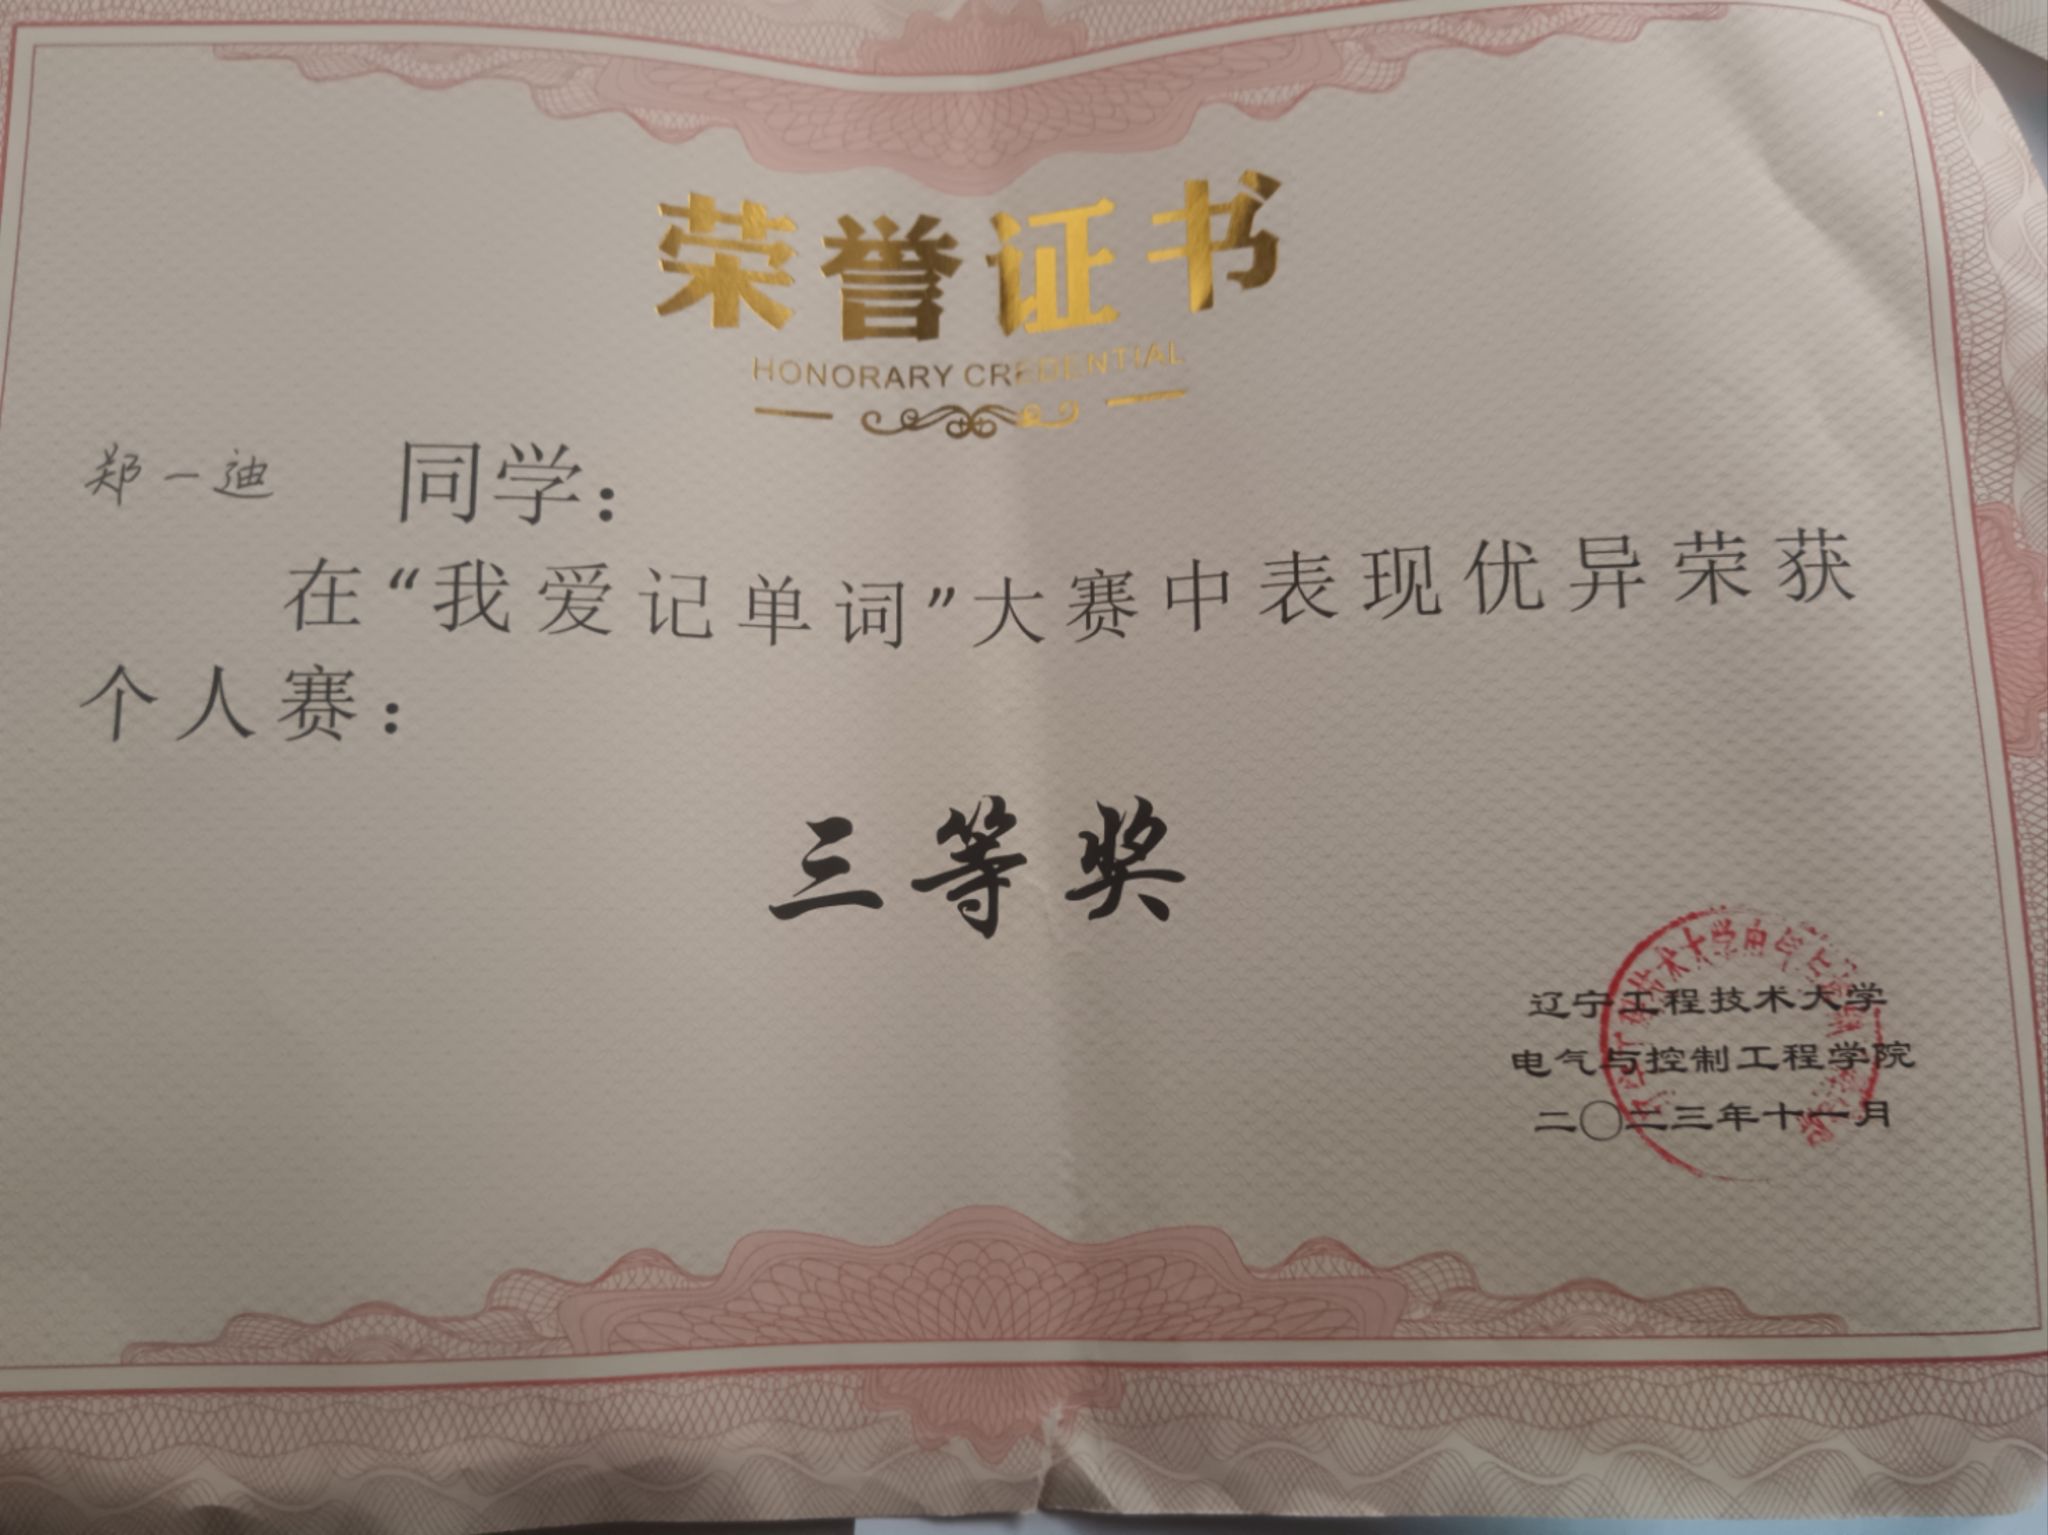 荣誉证书
HONORARY CREDENTIAL
郑一迪 同学：
在“我爱记单词”大赛中表现优异荣获
个人赛：
三等奖
辽宁工程技术大学
电气与控制工程学院
二〇二三年十一月